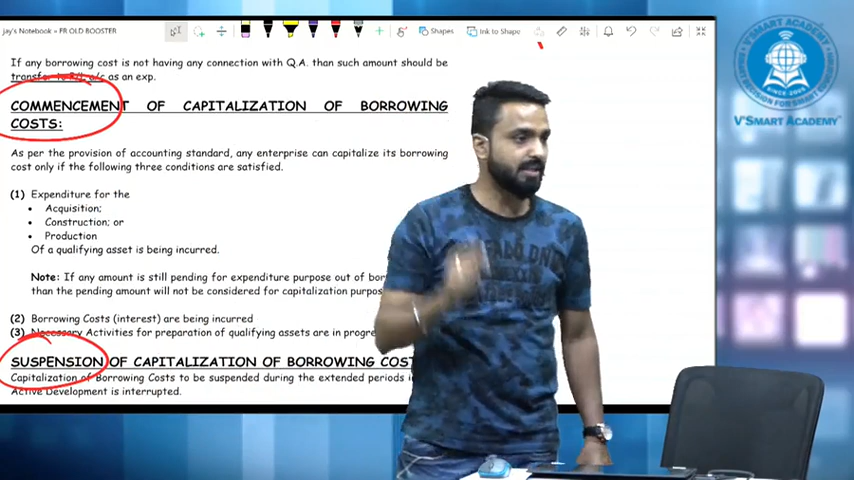 jay's Notebook » FR OLD BOOSTER
Shapes
Ink to Shape
If any borrowing cost is not having any connection with Q.A. than such amount should be
transfer to P/L a/c as an exp.
COMMENCEMENT OF CAPITALIZATION OF BORROWING
COSTS:
As per the provision of accounting standard, any enterprise can capitalize its borrowing
cost only if the following three conditions are satisfied.
(1) Expenditure for the
• Acquisition;
• Construction; or
• Production
Of a qualifying asset is being incurred.
Note: If any amount is still pending for expenditure purpose out of
than the pending amount will not be considered for capitalization
(2) Borrowing Costs (interest) are being incurred
(3) Necessary Activities for preparation of qualifying assets are in
SUSPENSION OF CAPITALIZATION OF BORROWING
Capitalization of Borrowing Costs to be suspended during the extended periods
Active Development is interrupted.
V'SMART ACADEMY
SINCE-2005
V'SMART ACADEMY